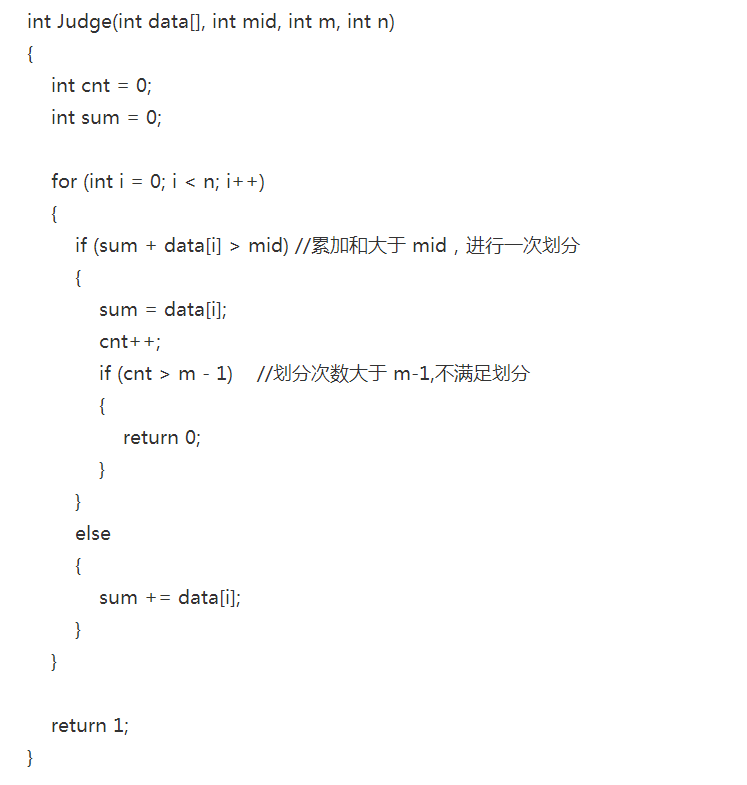 int Judge(int data[], int mid, int m, int n)
{
int cnt = 0;
int sum = 0;
for (int i = 0; i < n; i++)
{
if (sum + data[i] > mid) //累加和大于 mid，进行一次划分
{
sum = data[i];
cnt++;
if (cnt > m - 1) //划分次数大于 m-1,不满足划分
{
return 0;
}
}
else
{
sum += data[i];
}
}
return 1;
}